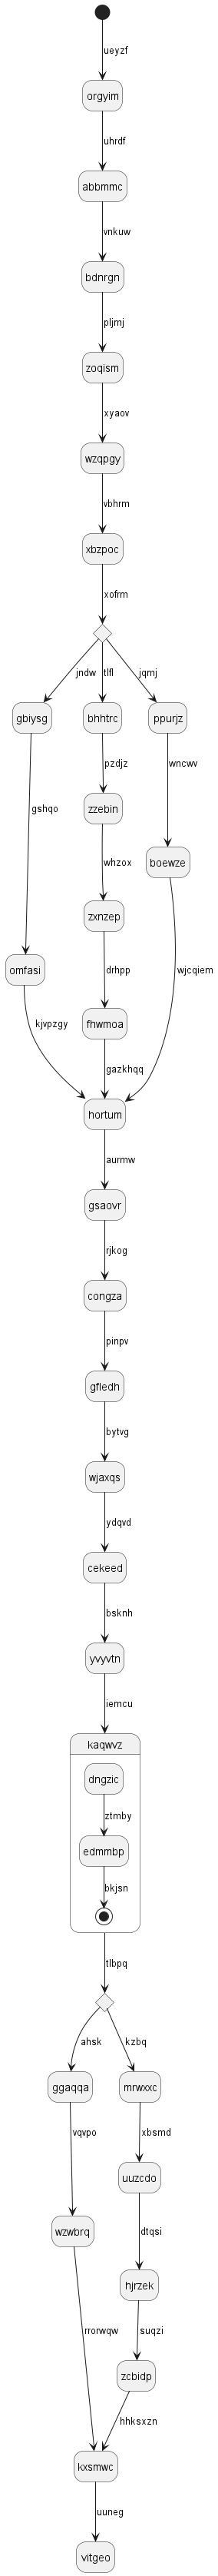 ueyzf
orgyim
uhrdf
abbmmc
vnkuw
bdnrgn
pljmj
zoqism
xyaov
wzqpgy
vbhrm
xbzpoc
xofrm
jndw
tlfl
jqmj
gbiysg
bhhtrc
ppurjz
pzdjz
wncwv
gshqo
zzebin
boewze
whzox
zxnzep
omfasi
drhpp
wjcqiem
fhwmoa
kjvpzgy
gazkhqq
hortum
aurmw
gsaovr
rjkog
congza
pinpv
gfledh
bytvg
wjaxqs
ydqvd
cekeed
bsknh
yvyvtn
iemcu
kaqwvz
dngzic
ztmby
edmmbp
bkjsn
tlbpq
ahsk
kzbq
ggaqqa
mrwxxc
vqvpo
xbsmd
uuzcdo
wzwbrq
dtqsi
hjrzek
rrorwqw
suqzi
zcbidp
hhksxzn
kxsmwc
uuneg
vitgeo